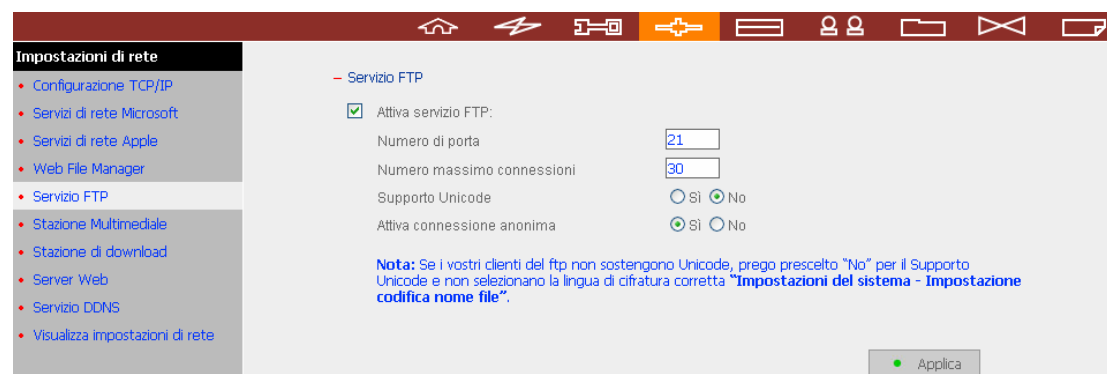 Impostazioni di rete
Configurazione TCP/IP
Servizi di rete Microsoft
Servizi di rete Apple
Web File Manager
Servizio FTP
Stazione Multimediale
Stazione di download
Server Web
Servizio DDNS
Visualizza impostazioni di rete
– Servizio FTP
Attiva servizio FTP:
Numero di porta 21
Numero massimo connessioni 30
Supporto Unicode Sì No
Attiva connessione anonima Sì No
Nota: Se i vostri clienti del ftp non sostengono Unicode, prego prescelto "No" per il Supporto
Unicode e non selezionano la lingua di cifratura corretta "Impostazioni del sistema - Impostazione
codifica nome file".
Applica